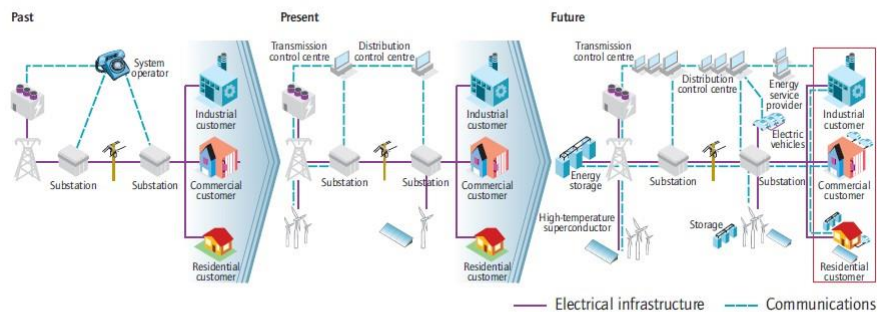 Past
System
operator
Industrial
customer
Substation
Substation
Commercial
customer
Residential
customer
Present
Transmission
control centre
Distribution
control centre
Industrial
customer
Substation
Substation
Commercial
customer
Residential
customer
Future
Transmission
control centre
Distribution
control centre
Energy
service
provider
Industrial
customer
Electric
vehicles
Energy
storage
Substation
Substation
Commercial
customer
High-temperature
superconductor
Storage
Residential
customer
Electrical infrastructure
Communications